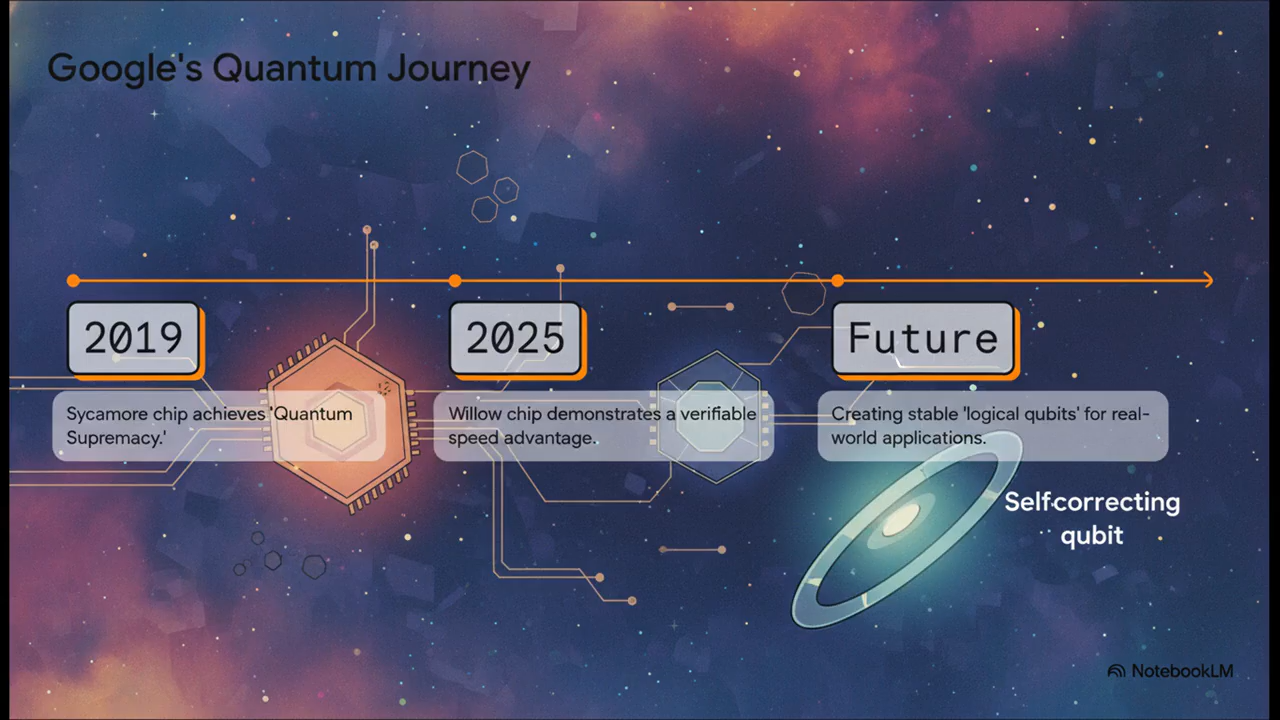 Google's Quantum Journey
2019
Sycamore chip achieves 'Quantum
Supremacy.'
2025
Willow chip demonstrates a verifiable
speed advantage.
Future
Creating stable 'logical qubits' for real-
world applications.
Self-correcting
qubit
NotebookLM